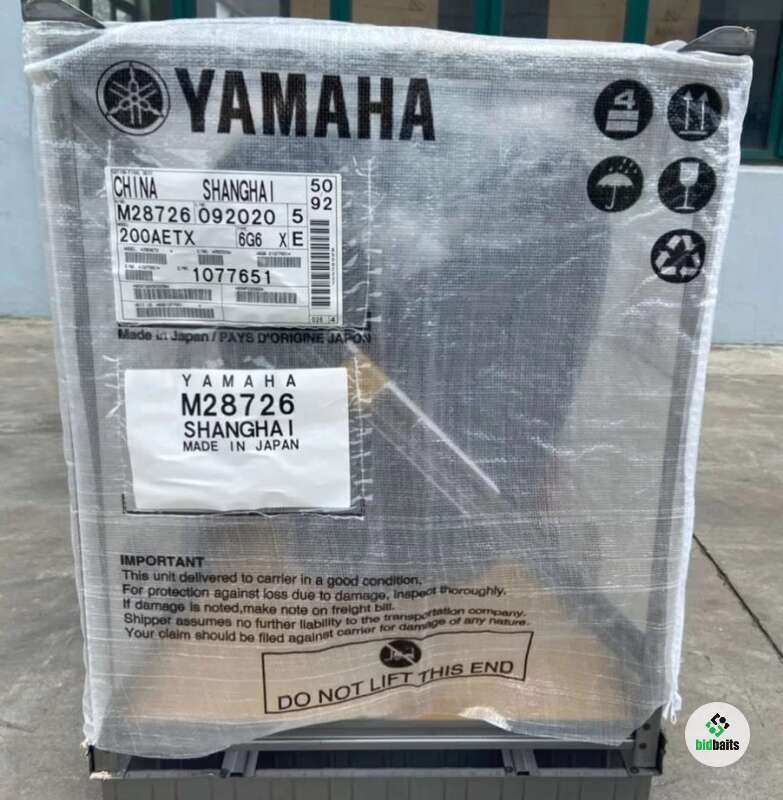 YAMAHA
4
CHINA SHANGHAI 50
M28726 092020 5 92
200AETX 6G6 X E
1077651
Made in Japan / PAYS D'ORIGINE JAPON
YAMAHA
M28726
SHANGHAI
MADE IN JAPAN
IMPORTANT
This unit delivered to carrier in a good condition.
For protection against loss due to damage, inspect thoroughly.
If damage is noted,make note on freight bill.
Shipper assumes no further liability to the transportation company.
Your claim should be filed against carrier for damage of any nature.
DO NOT LIFT THIS END
bidbaits